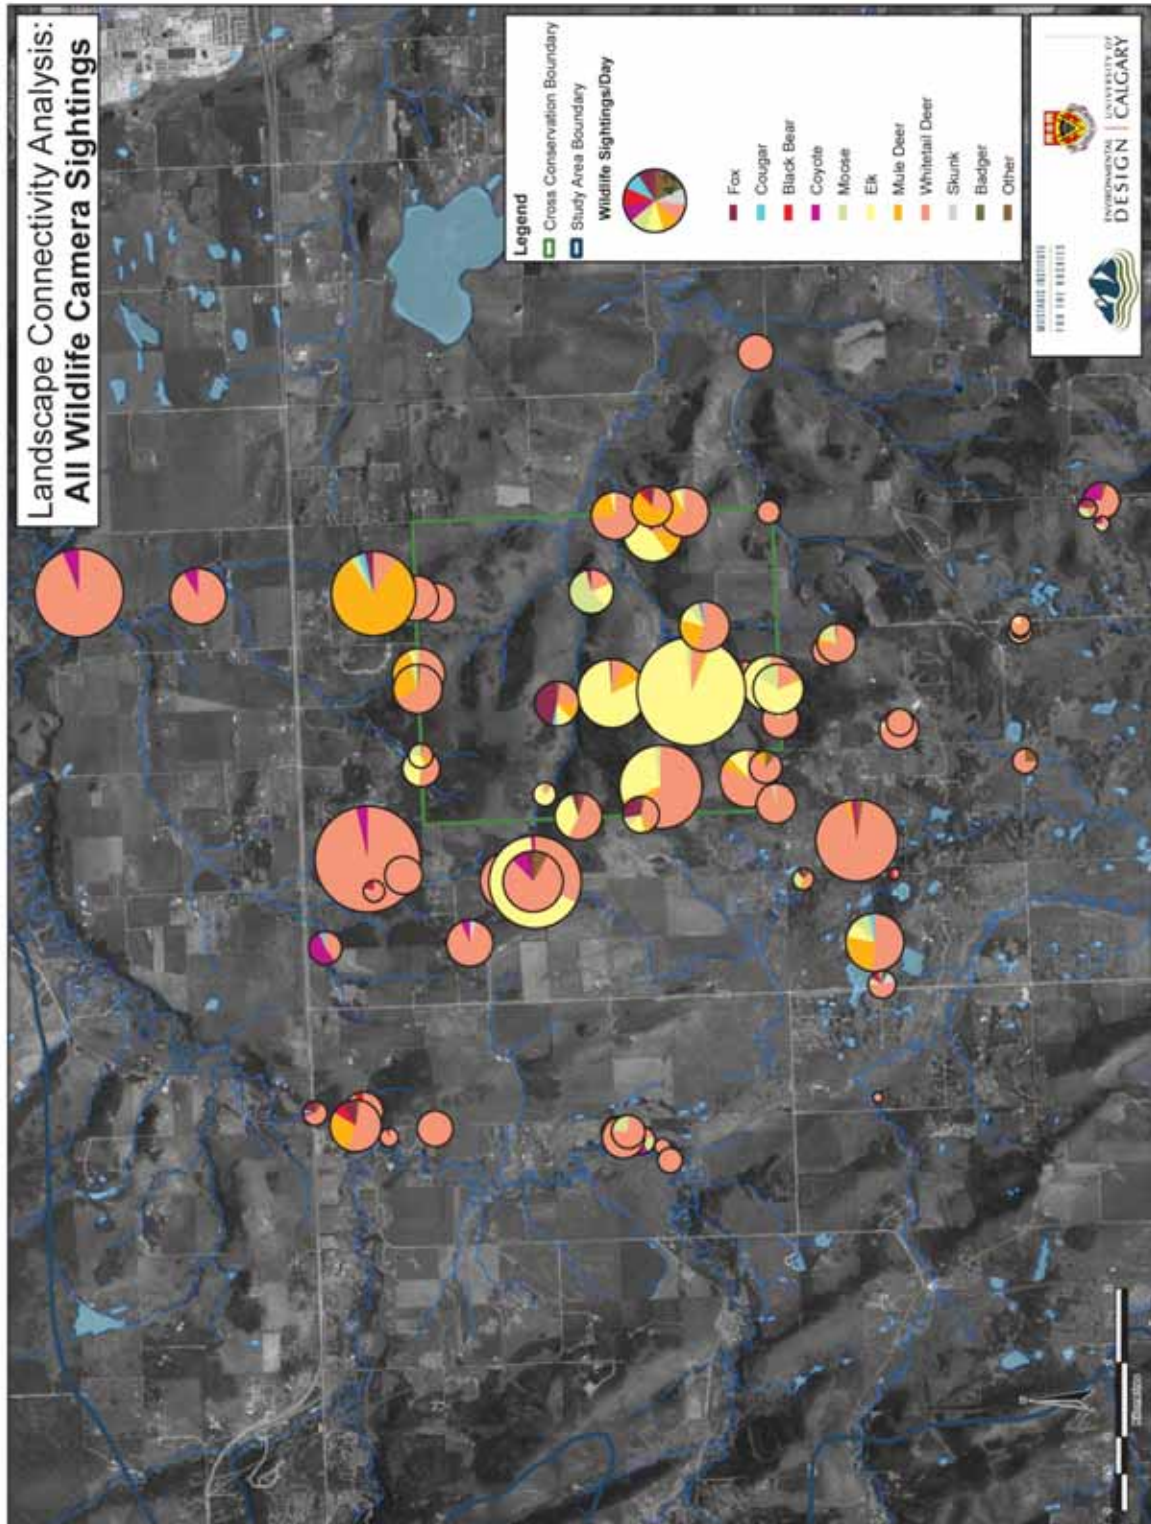 Landscape Connectivity Analysis:
All Wildlife Camera Sightings
Legend
Cross Conservation Boundary
Study Area Boundary
Wildlife Sightings/Day
Fox
Cougar
Black Bear
Coyote
Moose
Elk
Mule Deer
Whitetail Deer
Skunk
Badger
Other
MIISTAKIS INSTITUTE
FOR THE ROCKIES
ENVIRONMENTAL
DESIGN
UNIVERSITY OF
CALGARY